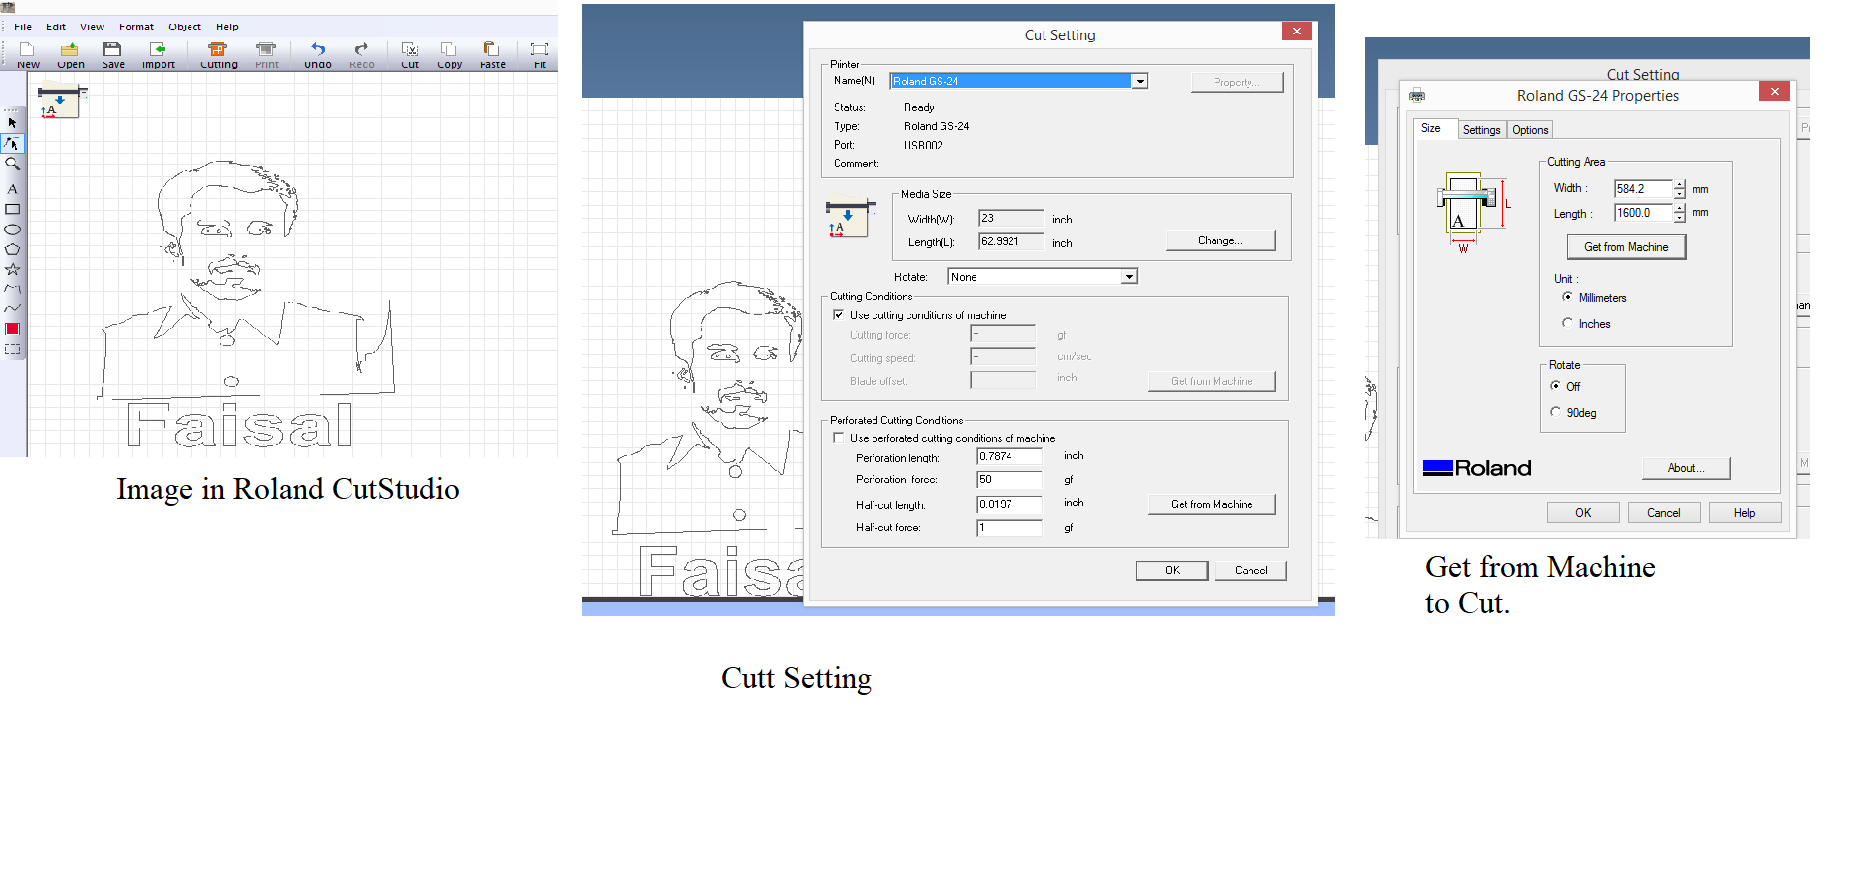 File Edit View Format Object Help
New Open Save Import Cutting Print Undo Redo Cut Copy Paste Fit
A
A
Faisal
Image in Roland CutStudio
Cut Setting
Printer
Name(N) Roland GS-24 Property...
Status: Ready
Type: Roland GS-24
Port: USB002
Comment:
Media Size
Width(W): 23 inch
Length(L): 62.9921 inch
Change...
A
Rotate: None
Cutting Conditions
Use cutting conditions of machine
Cutting force: - gf
Cutting speed: - cm/sec
Blade offset: inch
Get from Machine
Perforated Cutting Conditions
Use perforated cutting conditions of machine
Perforation length: 0.7874 inch
Perforation force: 50 gf
Half-cut length: 0.0197 inch
Get from Machine
Half-cut force: 1 gf
OK Cancel
Faisa
Cutt Setting
Cut Setting
Roland GS-24 Properties
Size Settings Options
Cutting Area
Width : 584.2 mm
Length : 1600.0 mm
Get from Machine
L
A
W
Unit :
Millimeters
Inches
Rotate
Off
90deg
Roland
About...
OK Cancel Help
Get from Machine
to Cut.